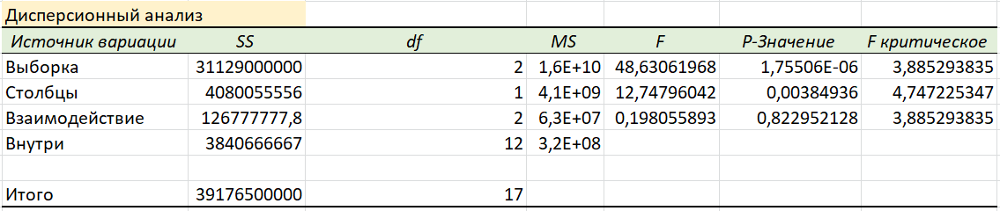 Дисперсионный анализ
Источник вариации SS df MS F P-Значение F критическое
Выборка 31129000000 2 1,6E+10 48,63061968 1,75506E-06 3,885293835
Столбцы 4080055556 1 4,1E+09 12,74796042 0,00384936 4,747225347
Взаимодействие 126777777,8 2 6,3E+07 0,198055893 0,822952128 3,885293835
Внутри 3840666667 12 3,2E+08
Итого 39176500000 17